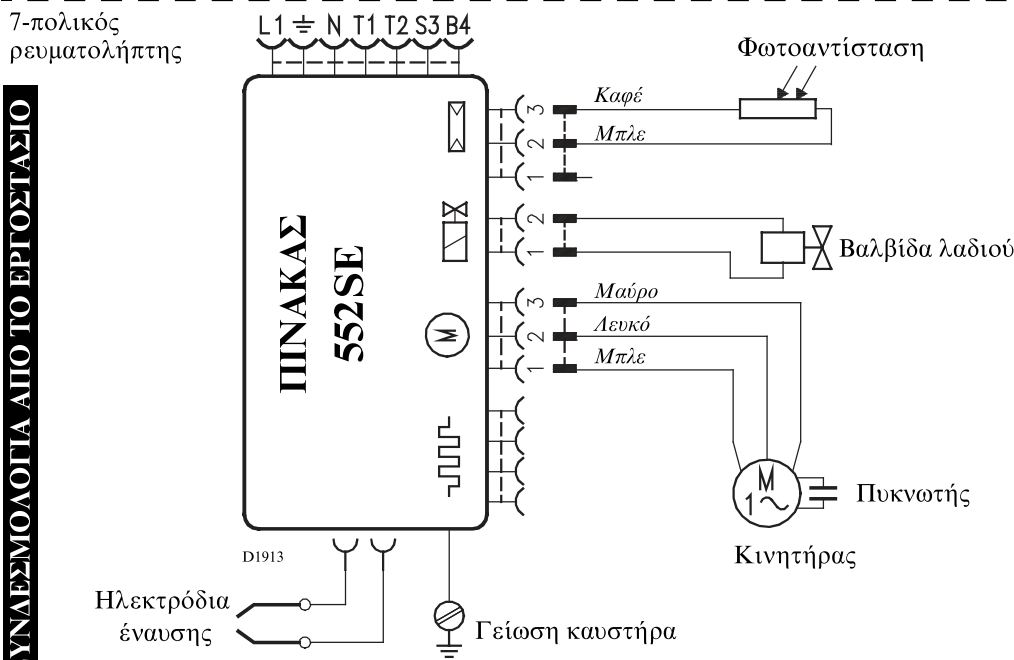 7-πολικός
ρευματολήπτης
L1 ⏚ N T1 T2 S3 B4
Φωτοαντίσταση
ΥΝΔΕΣΜΟΛΟΓΙΑ ΑΠΟ ΤΟ ΕΡΓΟΣΤΑΣΙΟ
ΠΙΝΑΚΑΣ
552SE
3 Καφέ
2 Μπλε
1
2
1
Βαλβίδα λαδιού
3 Μαύρο
2 Λευκό
1 Μπλε
M
M
1~
Πυκνωτής
Κινητήρας
D1913
Ηλεκτρόδια
έναυσης
Γείωση καυστήρα